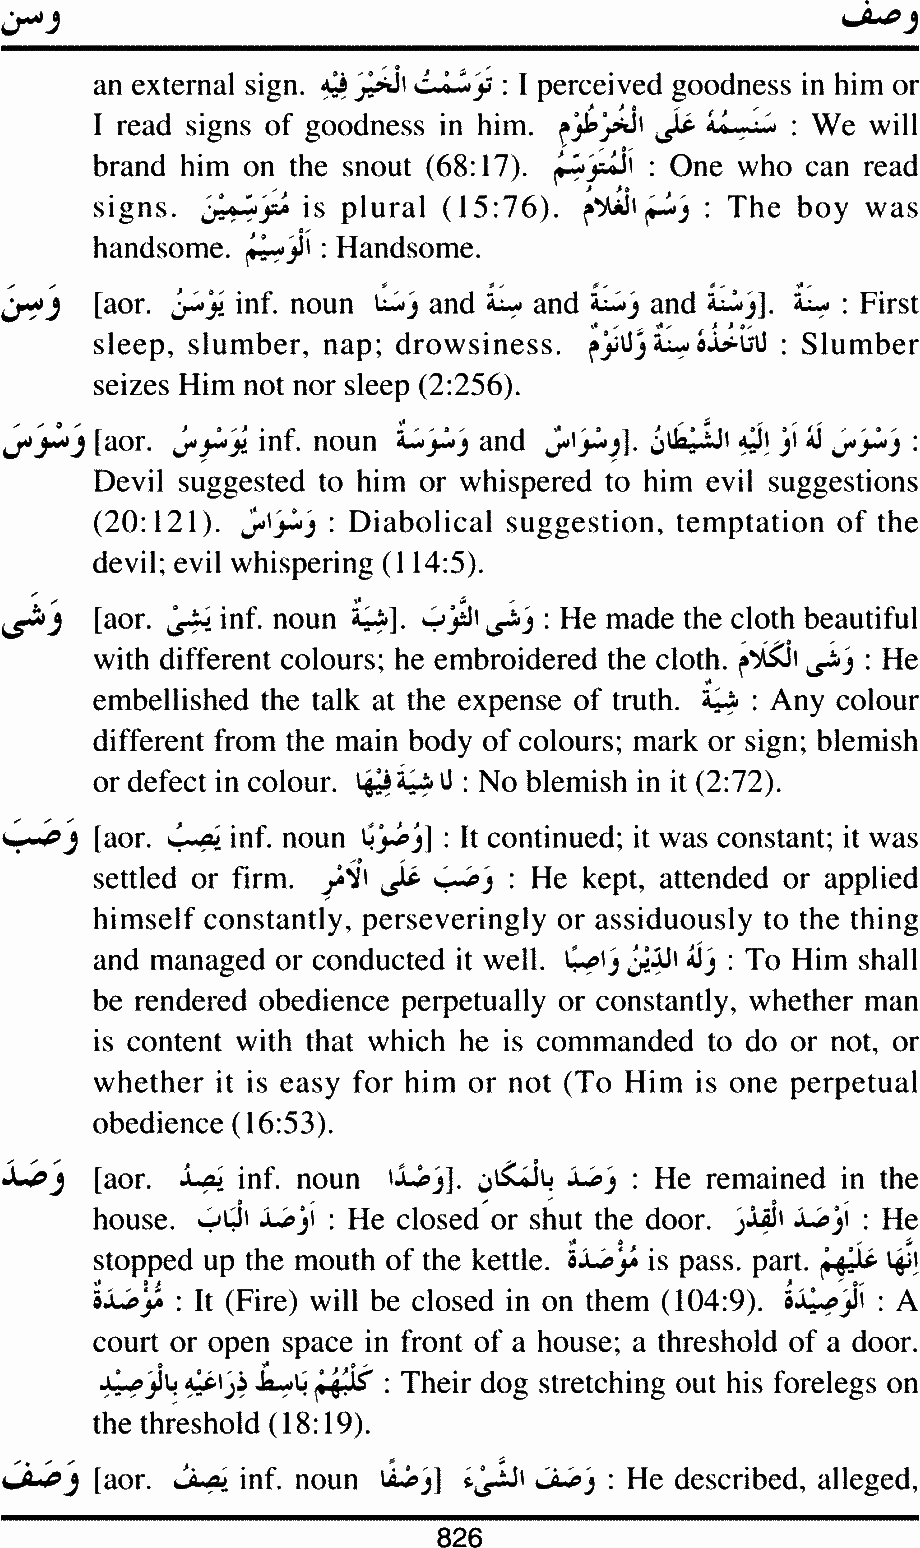 وسن وصف
an external sign. تَوَسَّمْتُ الْخَيْرَ فِيْهِ : I perceived goodness in him or
I read signs of goodness in him. سَنَسِمُهٗ عَلَى الْخُرْطُوْمِ : We will
brand him on the snout (68:17). اَلْمُتَوَسِّمُ : One who can read
signs. مُتَوَسِّمِيْنَ is plural (15:76). وَسُمَ الْغُلَامُ : The boy was
handsome. اَلْوَسِيْمُ : Handsome.
وَسِنَ [aor. يَوْسَنُ inf. noun وَسَنًا and سِنَةً and وَسَنَةً and وَسْنَةً]. سِنَةٌ : First
sleep, slumber, nap; drowsiness. لَاتَأْخُذُهٗ سِنَةٌ وَّلَانَوْمٌ : Slumber
seizes Him not nor sleep (2:256).
وَسْوَسَ [aor. يُوَسْوِسُ inf. noun وَسْوَسَةً and وِسْوَاسٌ]. وَسْوَسَ لَهُ اَوْ اِلَيْهِ الشَّيْطَانُ :
Devil suggested to him or whispered to him evil suggestions
(20:121). وَسْوَاسٌ : Diabolical suggestion, temptation of the
devil; evil whispering (114:5).
وَشٰى [aor. يَشِىْ inf. noun شِيَةً]. وَشَى الثَّوْبَ : He made the cloth beautiful
with different colours; he embroidered the cloth. وَشَى الْكَلَامَ : He
embellished the talk at the expense of truth. شِيَةٌ : Any colour
different from the main body of colours; mark or sign; blemish
or defect in colour. لَا شِيَةَ فِيْهَا : No blemish in it (2:72).
وَصَبَ [aor. يَصِبُ inf. noun وُصُوْبًا] : It continued; it was constant; it was
settled or firm. وَصَبَ عَلَى الْاَمْرِ : He kept, attended or applied
himself constantly, perseveringly or assiduously to the thing
and managed or conducted it well. وَلَهُ الدِّيْنُ وَاصِبًا : To Him shall
be rendered obedience perpetually or constantly, whether man
is content with that which he is commanded to do or not, or
whether it is easy for him or not (To Him is one perpetual
obedience (16:53).
وَصَدَ [aor. يَصِدُ inf. noun وَصْدًا]. وَصَدَ بِالْمَكَانِ : He remained in the
house. اَوْصَدَ الْبَابَ : He closed or shut the door. اَوْصَدَ الْقِدْرَ : He
stopped up the mouth of the kettle. مُؤْصَدَةٌ is pass. part. اِنَّهَا عَلَيْهِمْ
مُؤْصَدَةٌ : It (Fire) will be closed in on them (104:9). اَلْوَصِيْدَةُ : A
court or open space in front of a house; a threshold of a door.
كَلْبُهُمْ بَاسِطٌ ذِرَاعَيْهِ بِالْوَصِيْدِ : Their dog stretching out his forelegs on
the threshold (18:19).
وَصَفَ [aor. يَصِفُ inf. noun وَصْفًا] وَصَفَ الشَّىْءَ : He described, alleged,
826